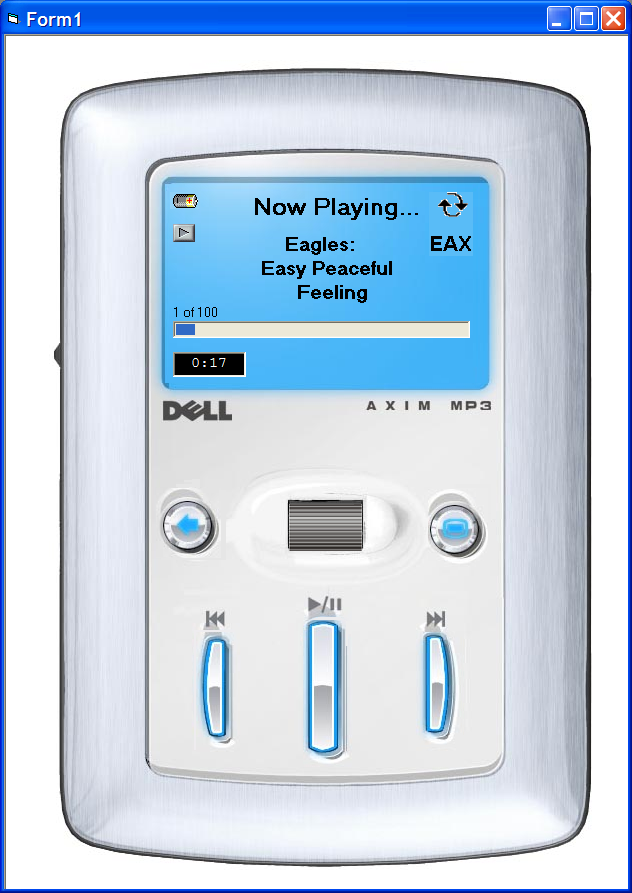 Form1
Now Playing...
EAX
Eagles:
Easy Peaceful
Feeling
1 of 100
0:17
DELL
AXIM MP3